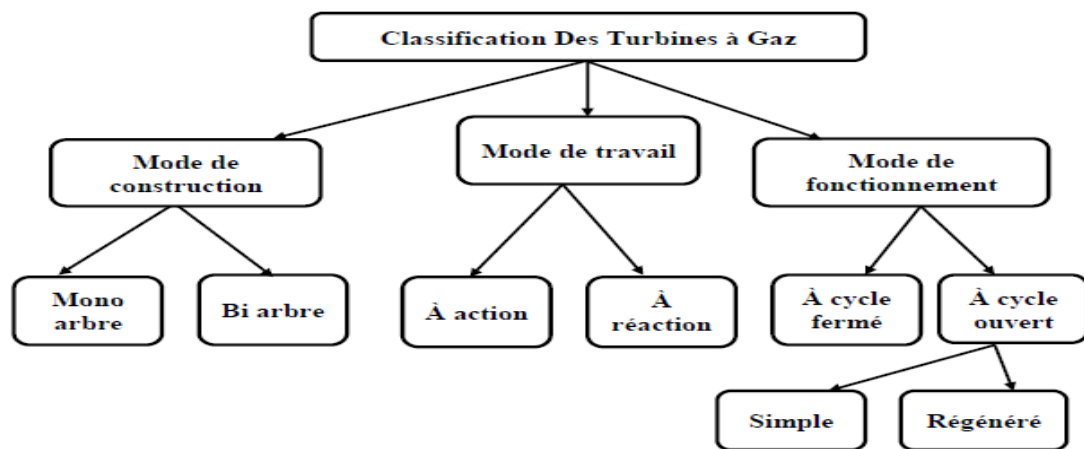 Classification Des Turbines à Gaz
Mode de
construction
Mode de travail
Mode de
fonctionnement
Mono
arbre
Bi arbre
À action
À
réaction
À cycle
fermé
À cycle
ouvert
Simple
Régénéré